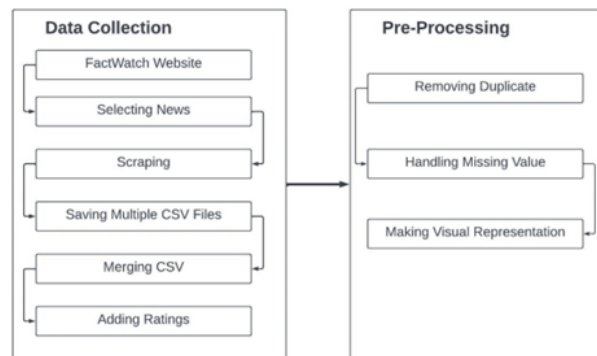 Data Collection
FactWatch Website
Selecting News
Scraping
Saving Multiple CSV Files
Merging CSV
Adding Ratings
Pre-Processing
Removing Duplicate
Handling Missing Value
Making Visual Representation